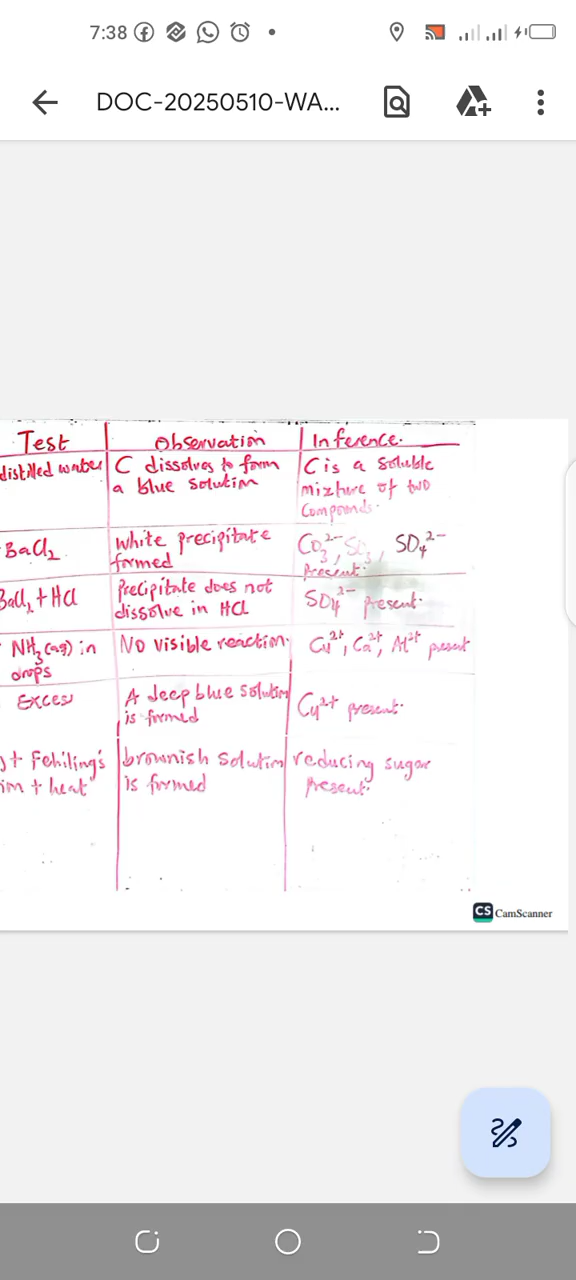 7:38
DOC-20250510-WA...
Test Observation Inference.
distilled water C dissolves to form C is a soluble
a blue solution mixture of two
compounds.
BaCl2 white precipitate CO3 2-, SO3, SO4 2-
formed present.
BaCl2 + HCl Precipitate does not SO4 2- present.
dissolve in HCl
NH3(aq) in No visible reaction. Cu2+, Ca2+, present
drops
Excess A deep blue solution Cu2+ present.
is formed
+ Fehiling's brownish solution reducing sugar
+ heat is formed present.
CS CamScanner